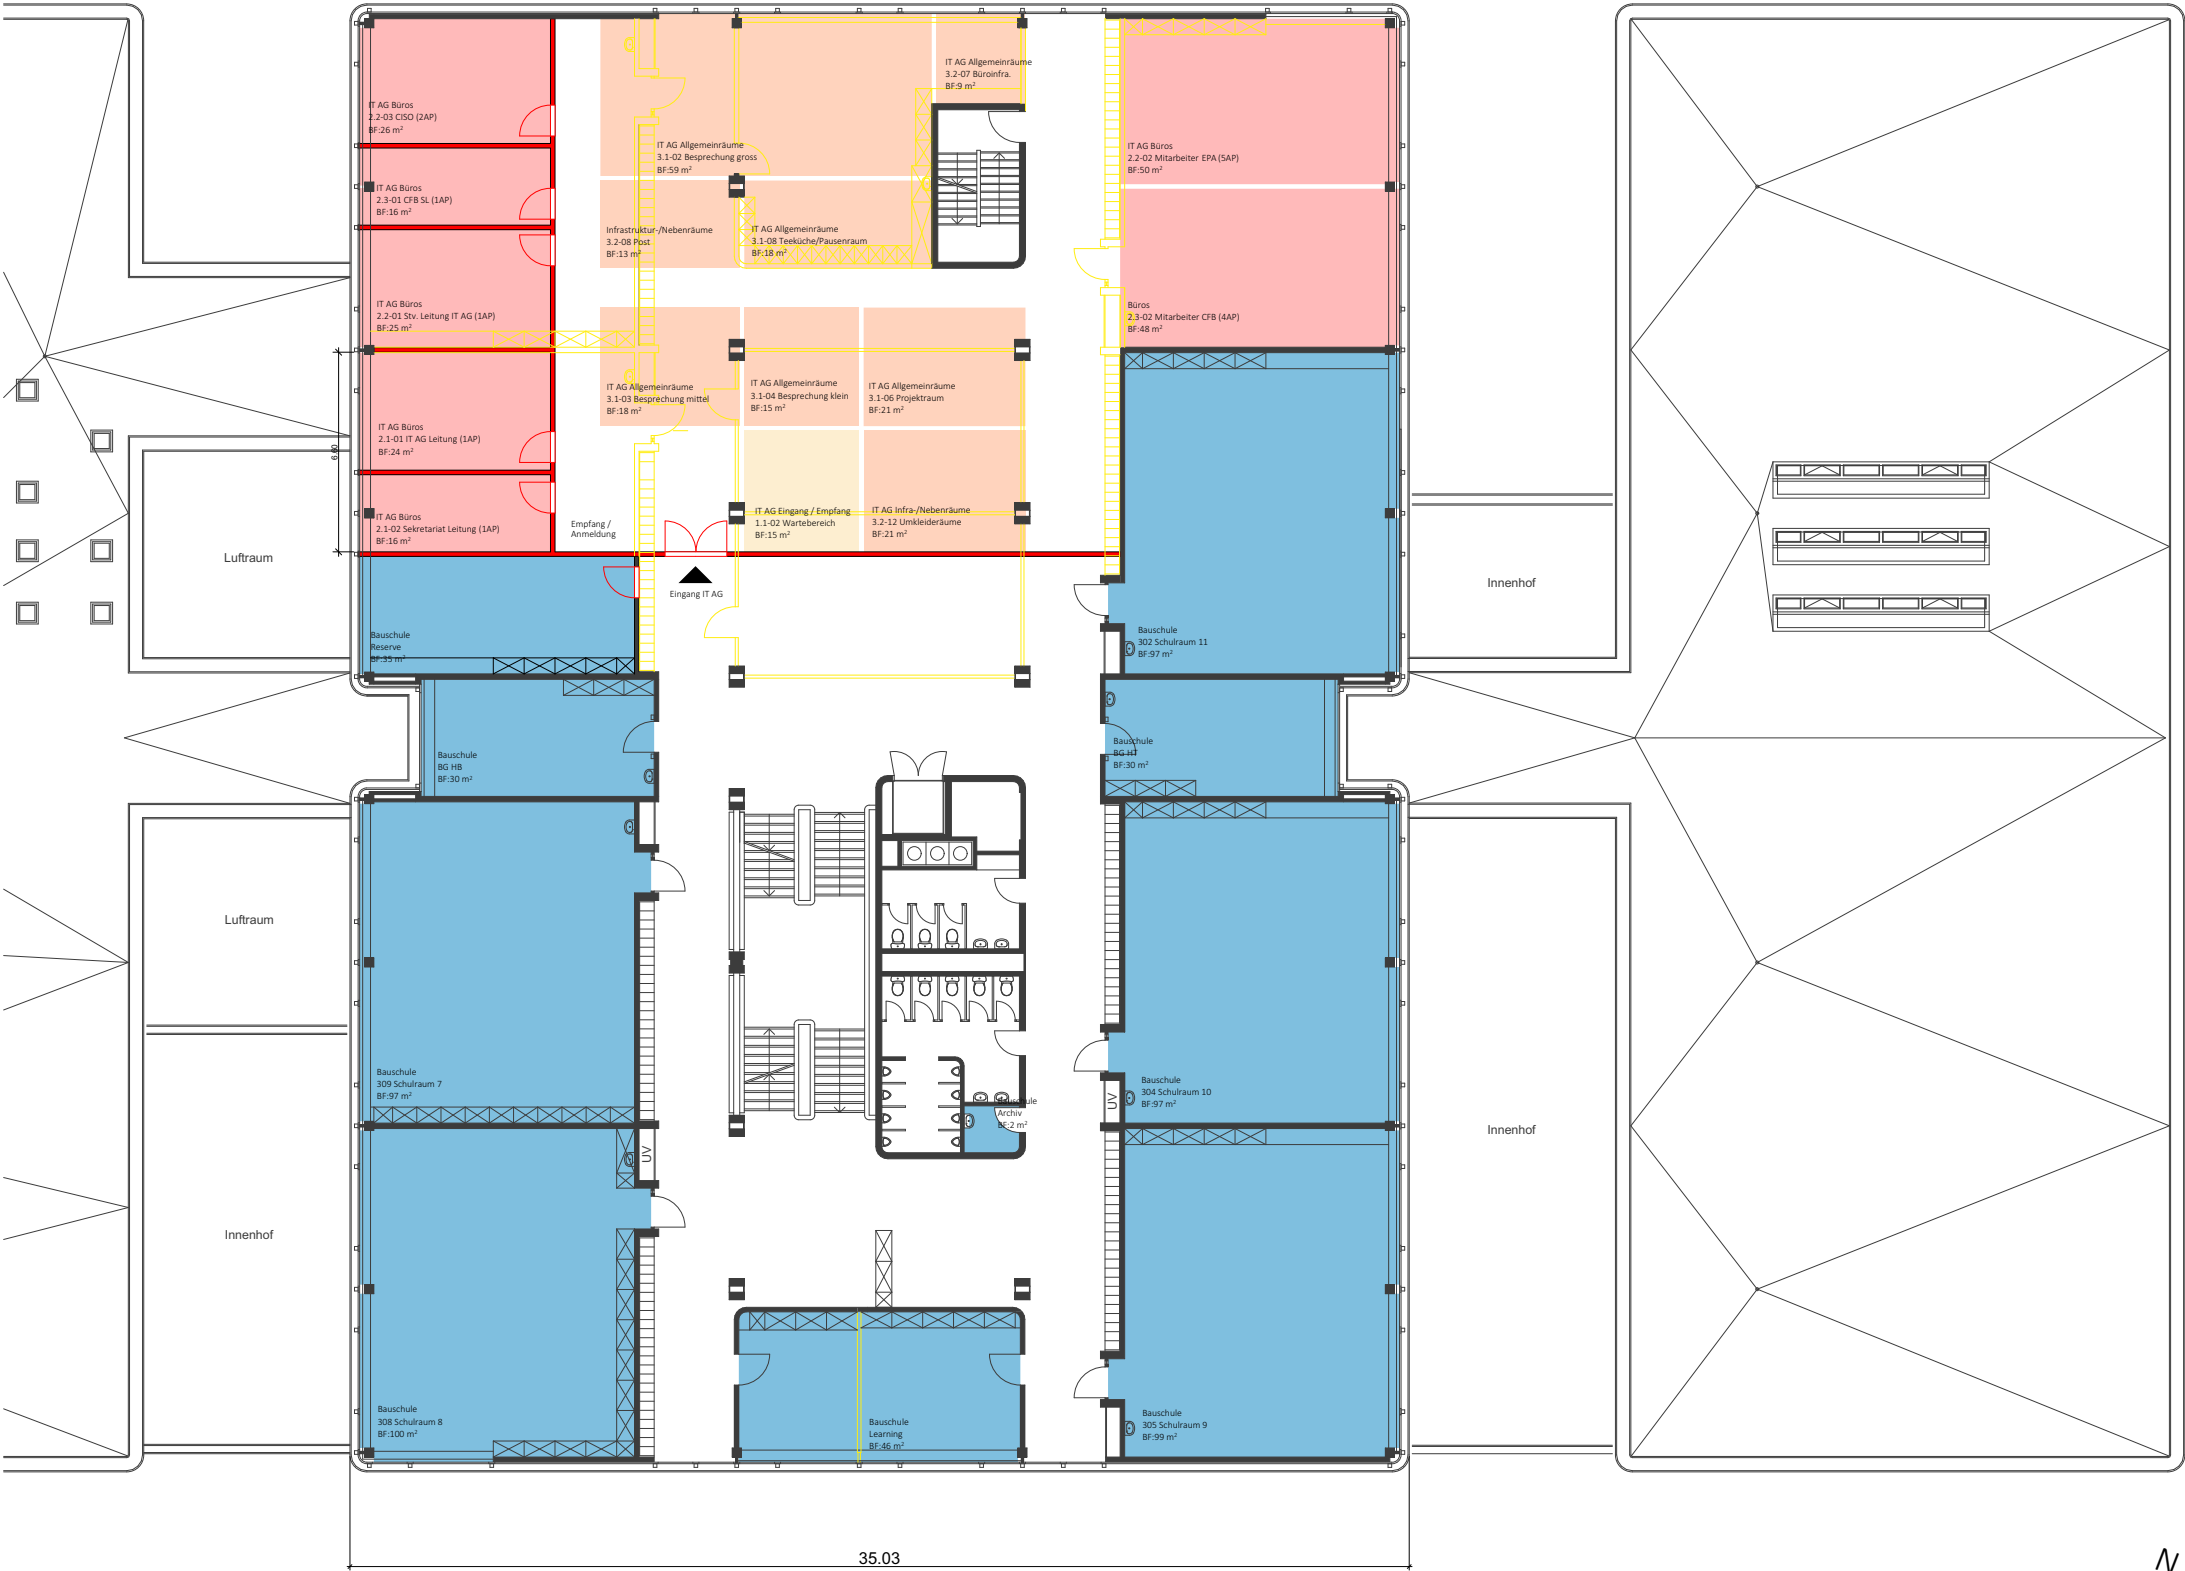 IT AG Allgemeinräume
3.2-07 Büroinfra.
BF:9 m²
IT AG Büros
2.2-03 CISO (2AP)
BF:26 m²
IT AG Allgemeinräume
3.1-02 Besprechung gross
BF:59 m²
IT AG Büros
2.2-02 Mitarbeiter EPA (5AP)
BF:50 m²
IT AG Büros
2.3-01 CFB SL (1AP)
BF:16 m²
Infrastruktur-/Nebenräume
3.2-08 Post
BF:13 m²
IT AG Allgemeinräume
3.1-08 Teeküche/Pausenraum
BF:18 m²
IT AG Büros
2.2-01 Stv. Leitung IT AG (1AP)
BF:25 m²
Büros
2.3-02 Mitarbeiter CFB (4AP)
BF:48 m²
IT AG Allgemeinräume
3.1-03 Besprechung mittel
BF:18 m²
IT AG Allgemeinräume
3.1-04 Besprechung klein
BF:15 m²
IT AG Allgemeinräume
3.1-06 Projektraum
BF:21 m²
IT AG Büros
2.1-01 IT AG Leitung (1AP)
BF:24 m²
IT AG Büros
2.1-02 Sekretariat Leitung (1AP)
BF:16 m²
Empfang /
Anmeldung
IT AG Eingang / Empfang
1.1-02 Wartebereich
BF:15 m²
IT AG Infra-/Nebenräume
3.2-12 Umkleideräume
BF:21 m²
Luftraum
Innenhof
Eingang IT AG
Bauschule
Reserve
BF:35 m²
Bauschule
302 Schulraum 11
BF:97 m²
Bauschule
BG HB
BF:30 m²
Bauschule
BG HT
BF:30 m²
Luftraum
Bauschule
309 Schulraum 7
BF:97 m²
Bauschule
304 Schulraum 10
BF:97 m²
UV
Bauschule
Archiv
BF:2 m²
Innenhof
UV
Innenhof
Bauschule
308 Schulraum 8
BF:100 m²
Bauschule
Learning
BF:46 m²
Bauschule
305 Schulraum 9
BF:99 m²
35.03
N